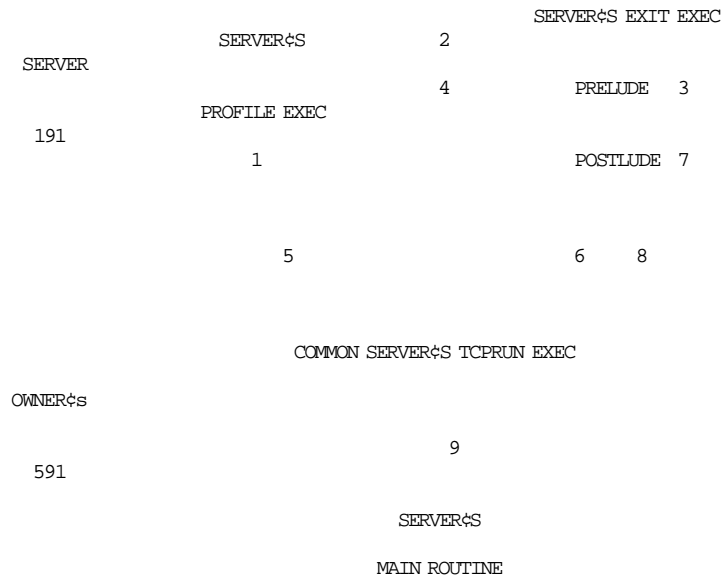 SERVER¢S EXIT EXEC
SERVER¢S 2
SERVER
4 PRELUDE 3
PROFILE EXEC
191
1 POSTLUDE 7
5 6 8
COMMON SERVER¢S TCPRUN EXEC
OWNER¢s
9
591
SERVER¢S
MAIN ROUTINE